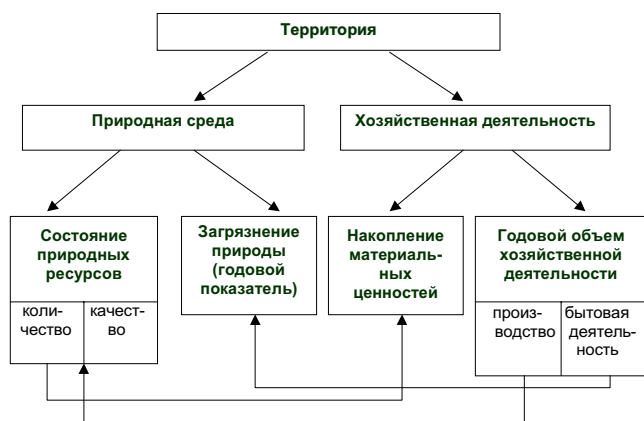 Территория
Природная среда
Хозяйственная деятельность
Состояние
природных
ресурсов
коли-
чество
качест-
во
Загрязнение
природы
(годовой
показатель)
Накопление
материаль-
ных
ценностей
Годовой объем
хозяйственной
деятельности
произ-
водство
бытовая
деятель-
ность